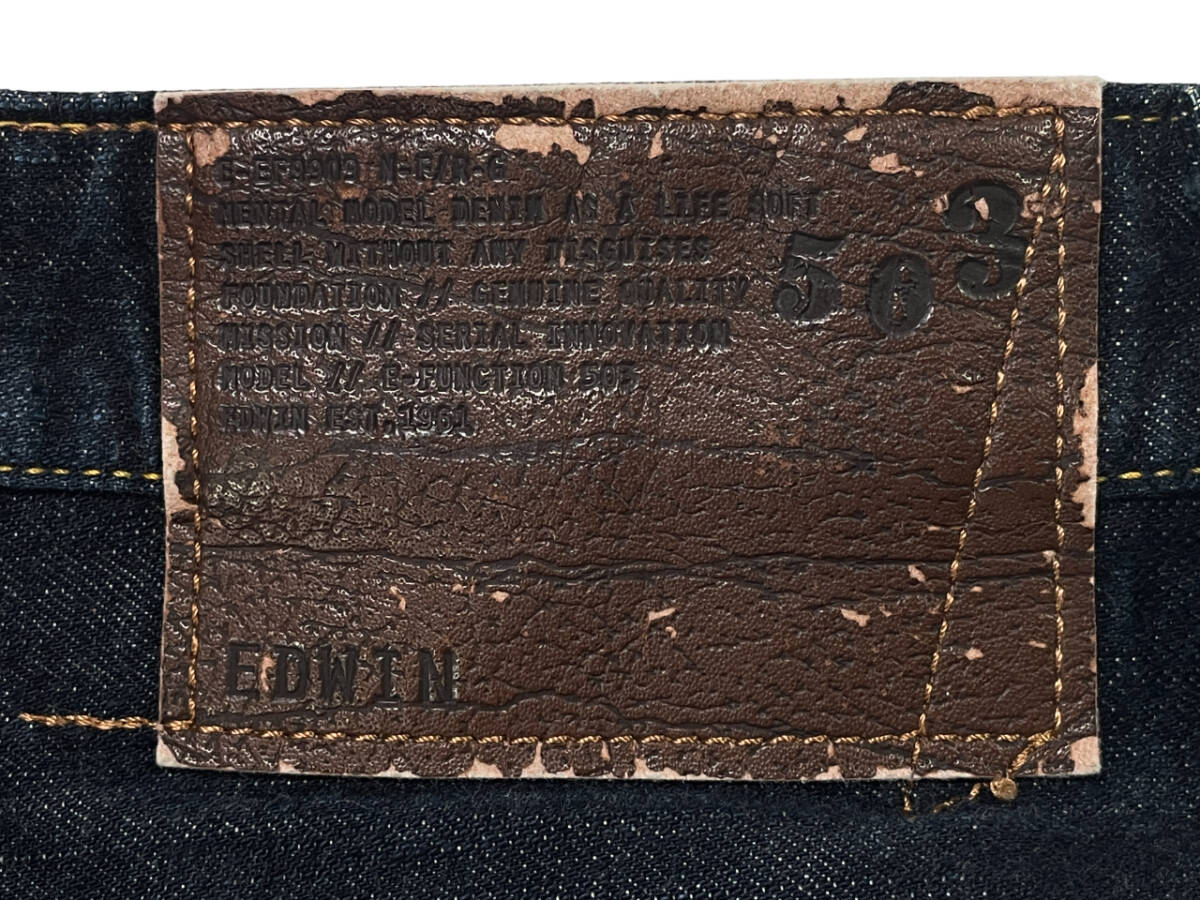 E-EF9909 N-F/R-G
MENTAL MODEL DENIM AS A LIFE SOFT
SHELL WITHOUT ANY DISGUISES
FOUNDATION // GENUINE QUALITY
MISSION // SERIAL INNOVATION
MODEL // E-FUNCTION 503
EDWIN EST.1961
503
EDWIN